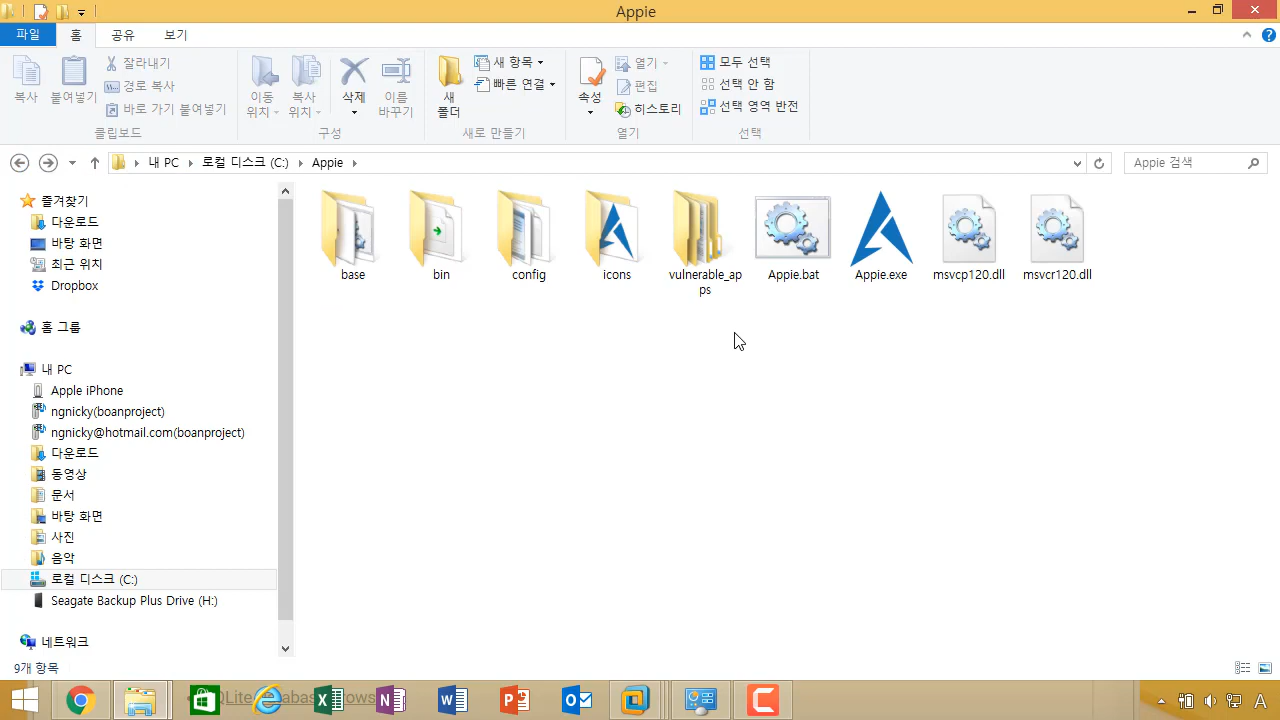 Appie
파일
홈
공유
보기
복사
붙여넣기
잘라내기
경로 복사
바로 가기 붙여넣기
클립보드
이동
위치
복사
위치
삭제
이름
바꾸기
구성
새
폴더
새 항목
빠른 연결
새로 만들기
속성
열기
편집
히스토리
열기
모두 선택
선택 안 함
선택 영역 반전
선택
내 PC
로컬 디스크 (C:)
Appie
Appie 검색
즐겨찾기
다운로드
바탕 화면
최근 위치
Dropbox
홈 그룹
내 PC
Apple iPhone
ngnicky(boanproject)
ngnicky@hotmail.com(boanproject)
다운로드
동영상
문서
바탕 화면
사진
음악
로컬 디스크 (C:)
Seagate Backup Plus Drive (H:)
네트워크
base
bin
config
icons
vulnerable_ap
ps
Appie.bat
Appie.exe
msvcp120.dll
msvcr120.dll
9개 항목
A